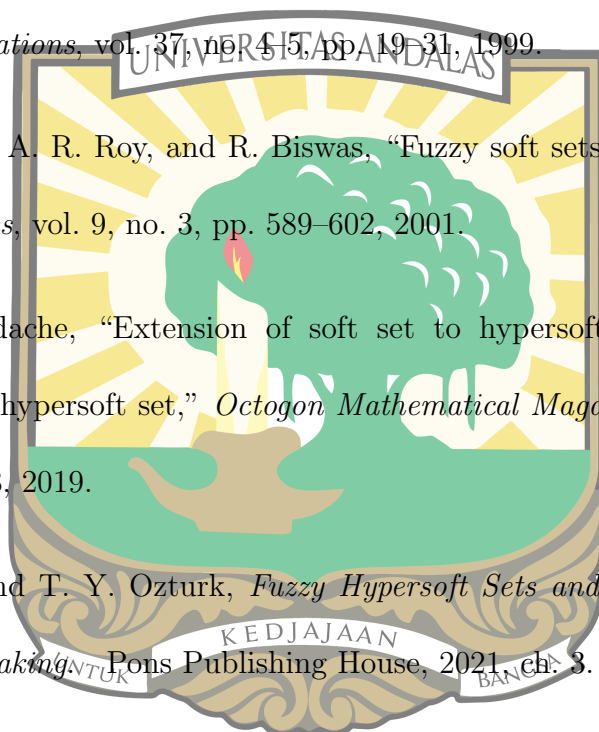 ations, vol. 37, no. 4–5, pp. 19–31, 1999.
UNIVERSITAS ANDALAS
A. R. Roy, and R. Biswas, “Fuzzy soft sets
s, vol. 9, no. 3, pp. 589–602, 2001.
dache, “Extension of soft set to hypersoft
hypersoft set,” Octogon Mathematical Maga
, 2019.
nd T. Y. Ozturk, Fuzzy Hypersoft Sets and
KEDJAJAAN
aking. Pons Publishing House, 2021, ch. 3.
UNTUK BANGSA